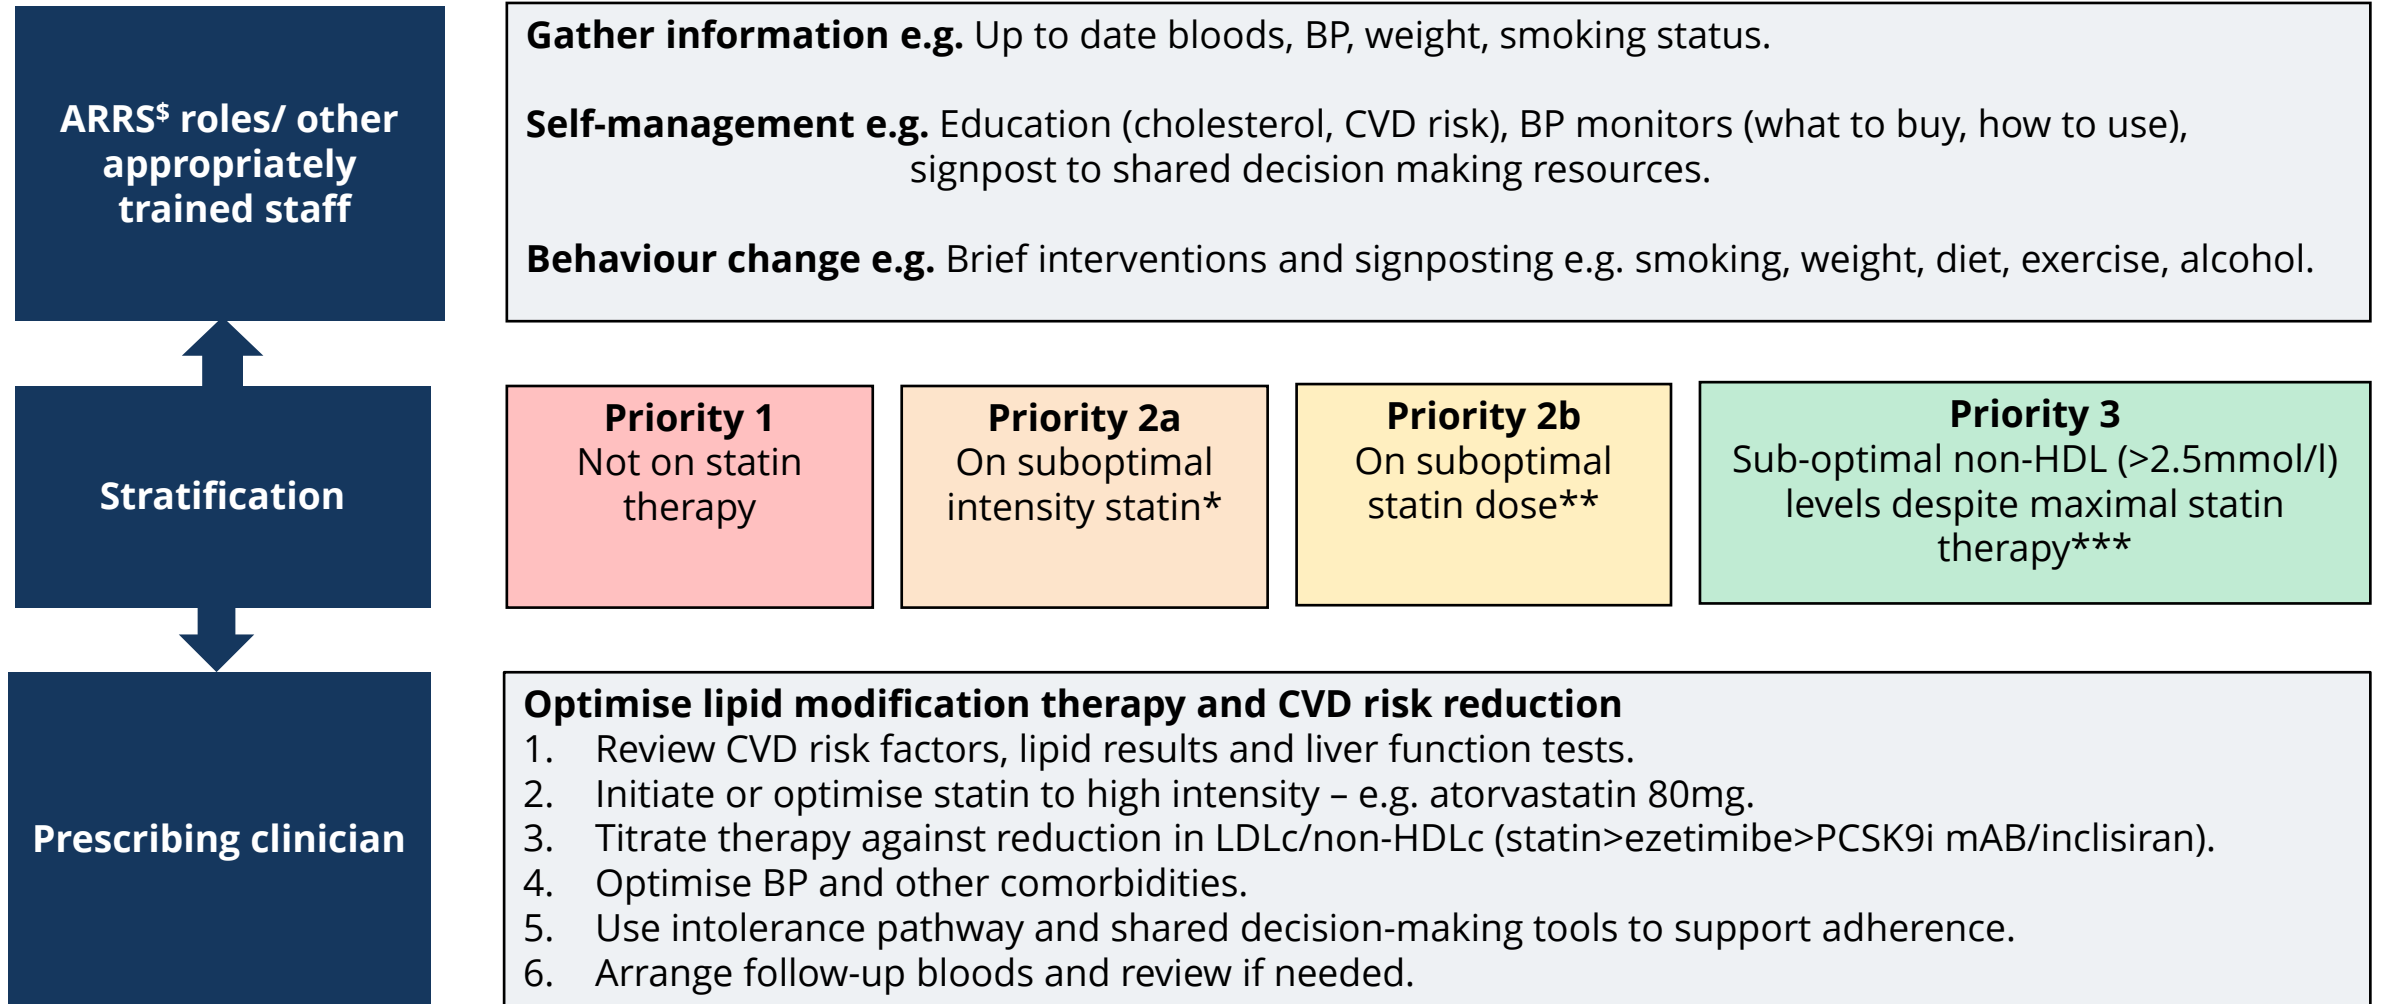 ARRS$ roles/ other
appropriately
trained staff
Gather information e.g. Up to date bloods, BP, weight, smoking status.
Self-management e.g. Education (cholesterol, CVD risk), BP monitors (what to buy, how to use),
signpost to shared decision making resources.
Behaviour change e.g. Brief interventions and signposting e.g. smoking, weight, diet, exercise, alcohol.
Stratification
Priority 1
Not on statin
therapy
Priority 2a
On suboptimal
intensity statin*
Priority 2b
On suboptimal
statin dose**
Priority 3
Sub-optimal non-HDL (>2.5mmol/l)
levels despite maximal statin
therapy***
Prescribing clinician
Optimise lipid modification therapy and CVD risk reduction
1. Review CVD risk factors, lipid results and liver function tests.
2. Initiate or optimise statin to high intensity – e.g. atorvastatin 80mg.
3. Titrate therapy against reduction in LDLc/non-HDLc (statin>ezetimibe>PCSK9i mAB/inclisiran).
4. Optimise BP and other comorbidities.
5. Use intolerance pathway and shared decision-making tools to support adherence.
6. Arrange follow-up bloods and review if needed.